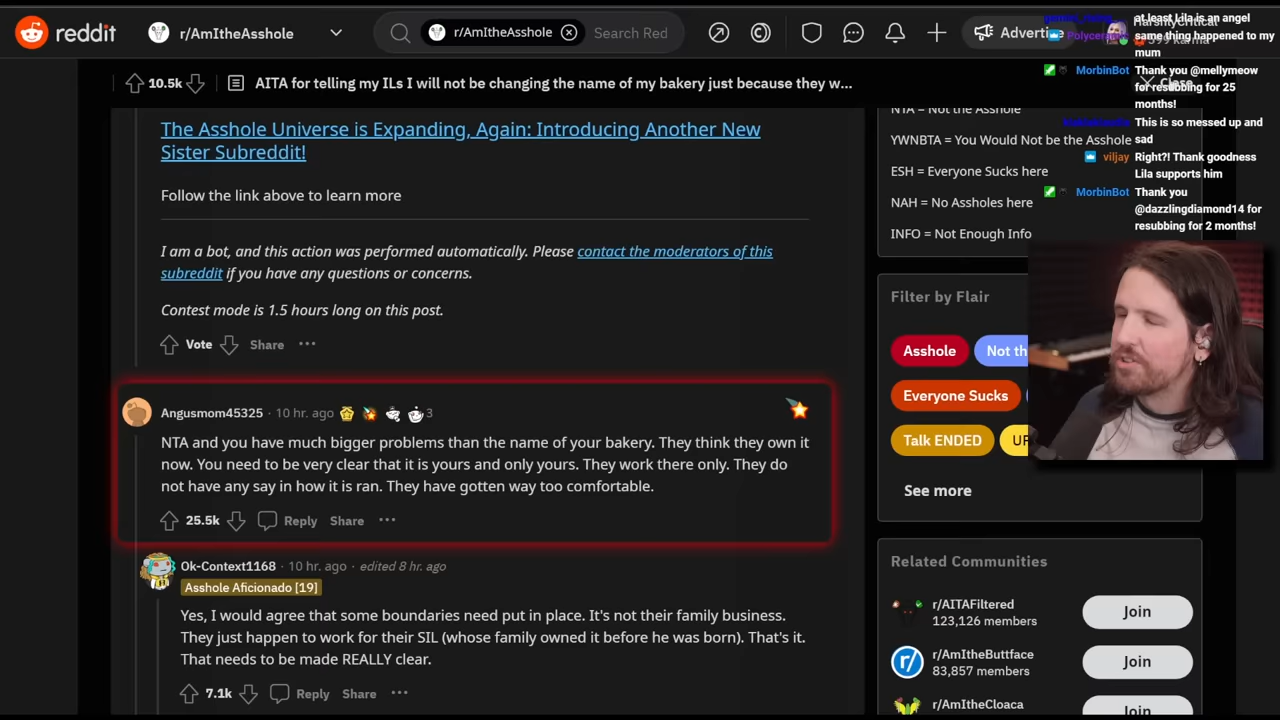 reddit
r/AmItheAsshole
r/AmItheAsshole
Search Red
Advertise
599 karma
10.5k
AITA for telling my ILs I will not be changing the name of my bakery just because they w...
Close
at least Lila is an angel
same thing happened to my
mum
MorbinBot Thank you @mellymeow
for resubbing for 25
months!
This is so messed up and
sad
viljay Right?! Thank goodness
Lila supports him
MorbinBot Thank you
@dazzlingdiamond14 for
resubbing for 2 months!
The Asshole Universe is Expanding, Again: Introducing Another New
Sister Subreddit!
Follow the link above to learn more
I am a bot, and this action was performed automatically. Please contact the moderators of this
subreddit if you have any questions or concerns.
Contest mode is 1.5 hours long on this post.
Vote
Share
Angusmom45325 · 10 hr. ago
3
NTA and you have much bigger problems than the name of your bakery. They think they own it
now. You need to be very clear that it is yours and only yours. They work there only. They do
not have any say in how it is ran. They have gotten way too comfortable.
25.5k
Reply
Share
Ok-Context1168 · 10 hr. ago · edited 8 hr. ago
Asshole Aficionado [19]
Yes, I would agree that some boundaries need put in place. It's not their family business.
They just happen to work for their SIL (whose family owned it before he was born). That's it.
That needs to be made REALLY clear.
7.1k
Reply
Share
NTA = Not the Asshole
YWNBTA = You Would Not be the Asshole
ESH = Everyone Sucks here
NAH = No Assholes here
INFO = Not Enough Info
Filter by Flair
Asshole
Not th
Everyone Sucks
Talk ENDED
UP
See more
Related Communities
r/AITAFiltered
123,126 members
Join
r/AmItheButtface
83,857 members
Join
r/AmItheCloaca
Join